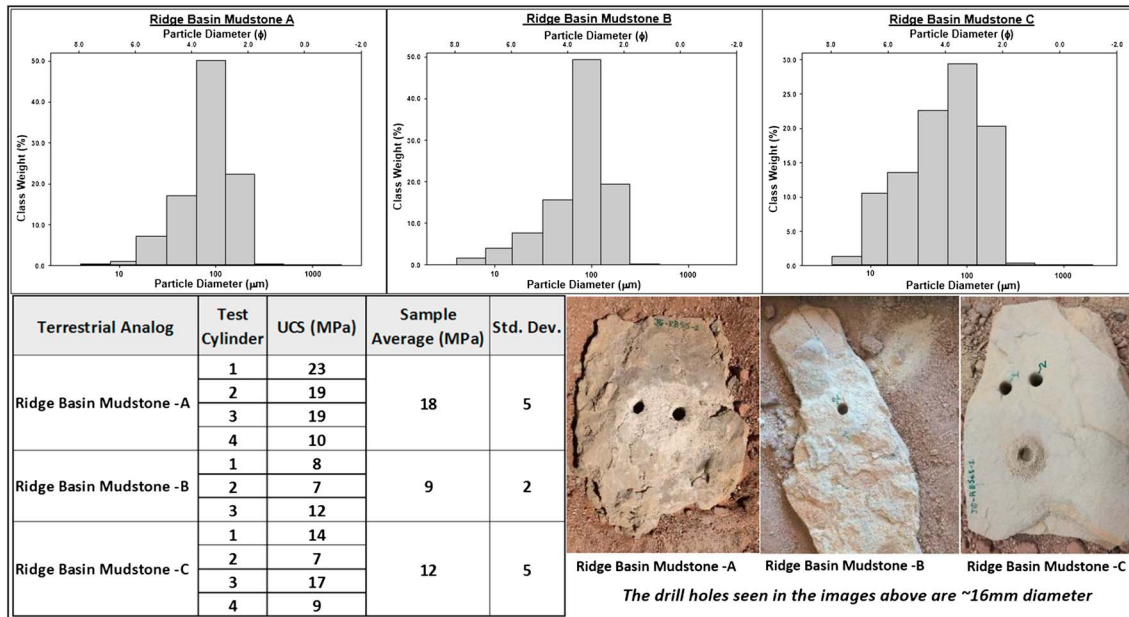 Ridge Basin Mudstone A
Particle Diameter (ϕ)
8.0 6.0 4.0 2.0 0.0 -2.0
50.0
40.0
30.0
20.0
10.0
0.0
Class Weight (%)
10 100 1000
Particle Diameter (μm)
Ridge Basin Mudstone B
Particle Diameter (ϕ)
8.0 6.0 4.0 2.0 0.0 -2.0
50.0
40.0
30.0
20.0
10.0
0.0
Class Weight (%)
10 100 1000
Particle Diameter (μm)
Ridge Basin Mudstone C
Particle Diameter (ϕ)
8.0 6.0 4.0 2.0 0.0 -2.0
30.0
25.0
20.0
15.0
10.0
5.0
0.0
Class Weight (%)
10 100 1000
Particle Diameter (μm)
Terrestrial Analog Test Cylinder UCS (MPa) Sample Average (MPa) Std. Dev.
Ridge Basin Mudstone -A 18 5
1 23
2 19
3 19
4 10
Ridge Basin Mudstone -B 9 2
1 8
2 7
3 12
Ridge Basin Mudstone -C 12 5
1 14
2 7
3 17
4 9
Ridge Basin Mudstone -A
Ridge Basin Mudstone -B
Ridge Basin Mudstone -C
The drill holes seen in the images above are ~16mm diameter